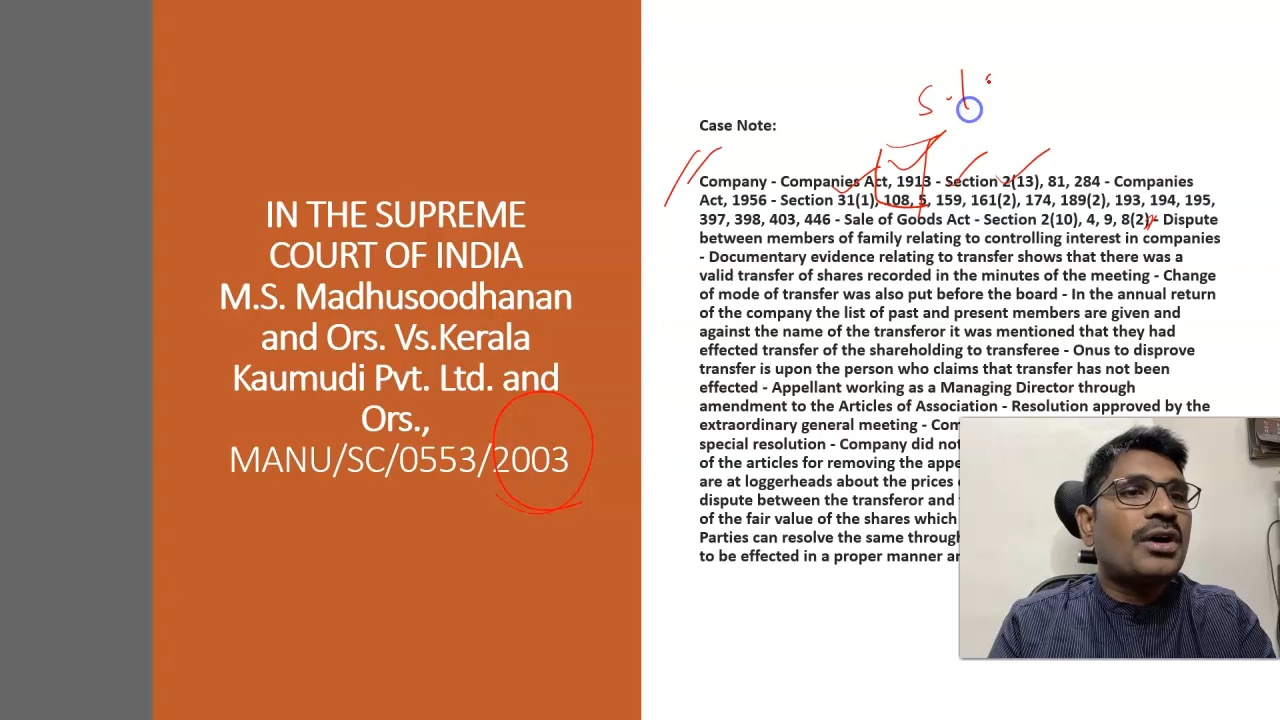 IN THE SUPREME
COURT OF INDIA
M.S. Madhusoodhanan
and Ors. Vs.Kerala
Kaumudi Pvt. Ltd. and
Ors.,
MANU/SC/0553/2003
Case Note:
Company - Companies Act, 1913 - Section 2(13), 81, 284 - Companies
Act, 1956 - Section 31(1), 108, 5, 159, 161(2), 174, 189(2), 193, 194, 195,
397, 398, 403, 446 - Sale of Goods Act - Section 2(10), 4, 9, 8(2) - Dispute
between members of family relating to controlling interest in companies
- Documentary evidence relating to transfer shows that there was a
valid transfer of shares recorded in the minutes of the meeting - Change
of mode of transfer was also put before the board - In the annual return
of the company the list of past and present members are given and
against the name of the transferor it was mentioned that they had
effected transfer of the shareholding to transferee - Onus to disprove
transfer is upon the person who claims that transfer has not been
effected - Appellant working as a Managing Director through
amendment to the Articles of Association - Resolution approved by the
extraordinary general meeting -
special resolution - Company did not
of the articles for removing the
are at loggerheads about the prices
dispute between the transferor and
of the fair value of the shares which
Parties can resolve the same through
to be effected in a proper manner